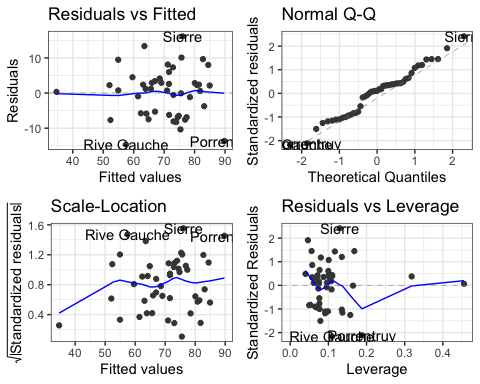 Residuals vs Fitted
Residuals
10
0
-10
40 50 60 70 80 90
Fitted values
Sierre
Rive Gauche
Porren
Normal Q-Q
Standardized residuals
2
1
0
-1
-2
-2 -1 0 1 2
Theoretical Quantiles
Sierr
Scale-Location
√|Standardized residuals|
1.6
1.2
0.8
0.4
40 50 60 70 80 90
Fitted values
Rive Gauche
Sierre
Porren
Residuals vs Leverage
Standardized Residuals
2
1
0
-1
-2
0.0 0.1 0.2 0.3 0.4
Leverage
Sierre
Rive Gauche
Porrentruy